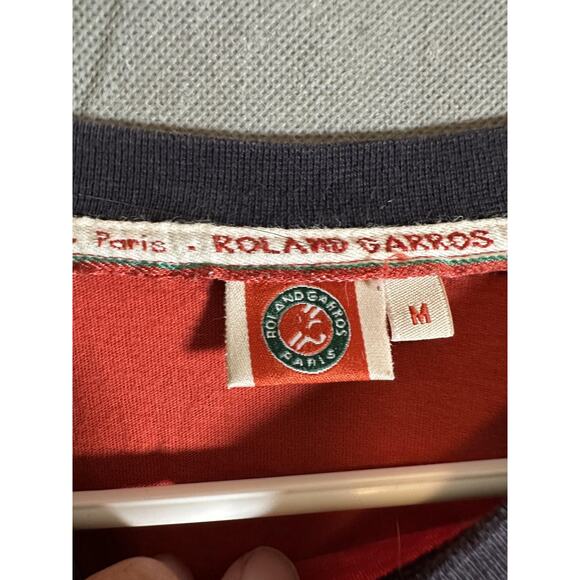 Paris · ROLAND GARROS
ROLAND GARROS
PARIS
M